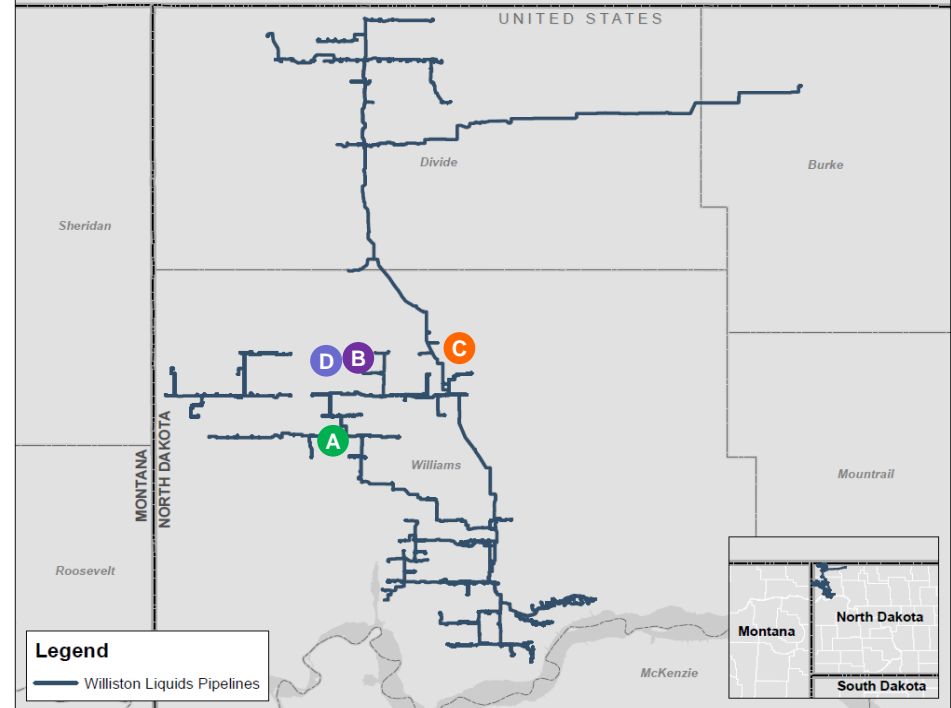 UNITED STATES
Divide
Burke
Sheridan
D
B
C
A
MONTANA
NORTH DAKOTA
Williams
Mountrail
Roosevelt
McKenzie
Legend
Williston Liquids Pipelines
Montana
North Dakota
South Dakota